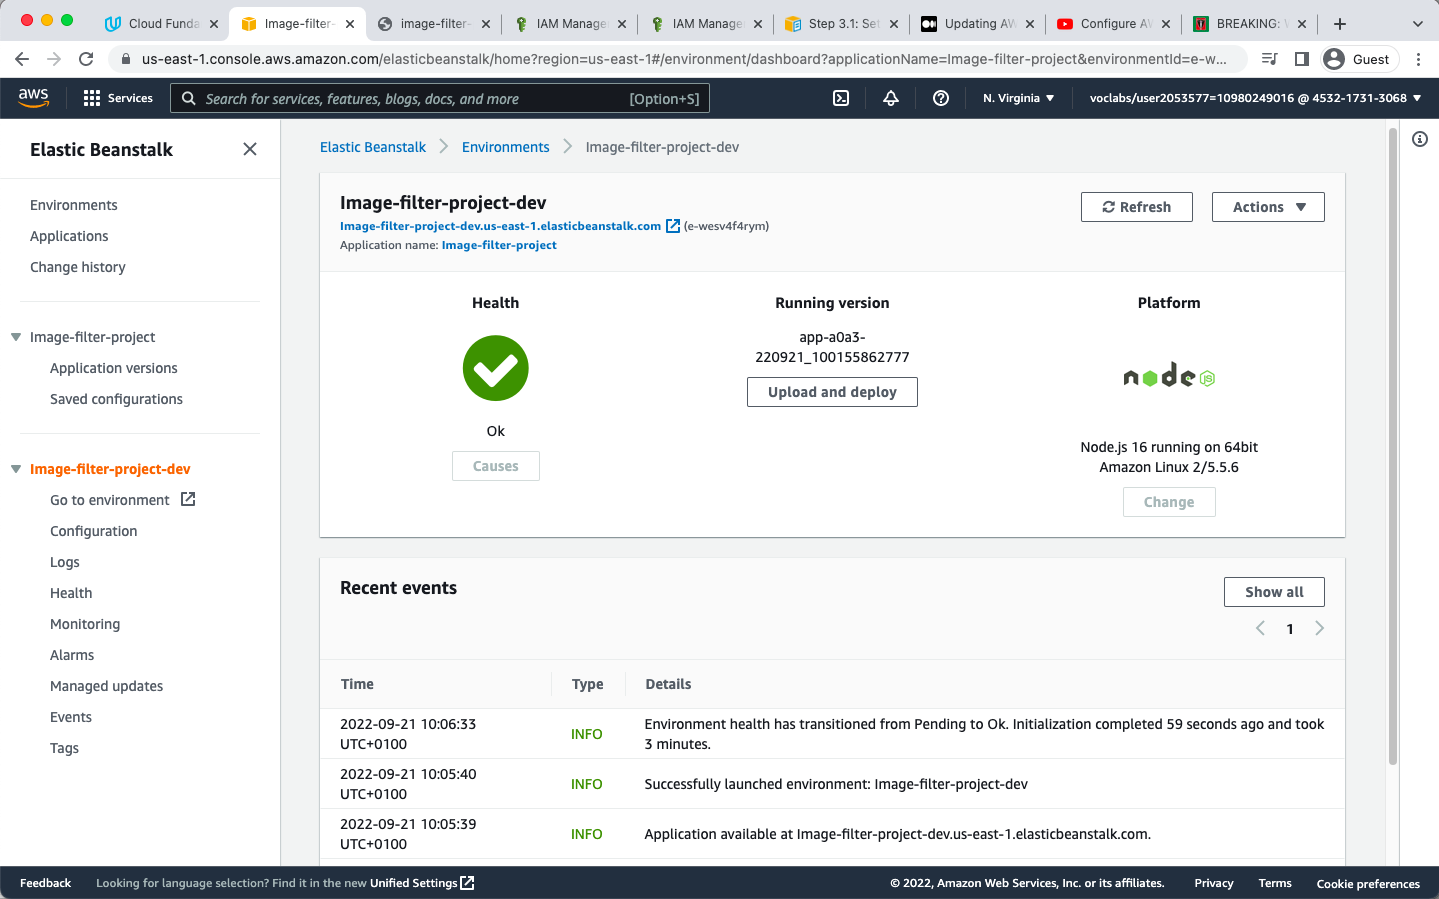 Cloud Funda
Image-filter-
image-filter-
IAM Manage
IAM Manage
Step 3.1: Set
Updating AW
Configure AW
BREAKING: W
us-east-1.console.aws.amazon.com/elasticbeanstalk/home?region=us-east-1#/environment/dashboard?applicationName=Image-filter-project&environmentId=e-w...
Guest
aws
Services
Search for services, features, blogs, docs, and more
[Option+S]
N. Virginia
voclabs/user2053577=10980249016 @ 4532-1731-3068
Elastic Beanstalk
Environments
Applications
Change history
Image-filter-project
Application versions
Saved configurations
Image-filter-project-dev
Go to environment
Configuration
Logs
Health
Monitoring
Alarms
Managed updates
Events
Tags
Elastic Beanstalk
Environments
Image-filter-project-dev
Image-filter-project-dev
Image-filter-project-dev.us-east-1.elasticbeanstalk.com (e-wesv4f4rym)
Application name: Image-filter-project
Refresh
Actions
Health
Ok
Causes
Running version
app-a0a3-
220921_100155862777
Upload and deploy
Platform
node
JS
Node.js 16 running on 64bit
Amazon Linux 2/5.5.6
Change
Recent events
Show all
1
Time
Type
Details
2022-09-21 10:06:33
UTC+0100
INFO
Environment health has transitioned from Pending to Ok. Initialization completed 59 seconds ago and took
3 minutes.
2022-09-21 10:05:40
UTC+0100
INFO
Successfully launched environment: Image-filter-project-dev
2022-09-21 10:05:39
UTC+0100
INFO
Application available at Image-filter-project-dev.us-east-1.elasticbeanstalk.com.
Feedback
Looking for language selection? Find it in the new Unified Settings
© 2022, Amazon Web Services, Inc. or its affiliates.
Privacy
Terms
Cookie preferences